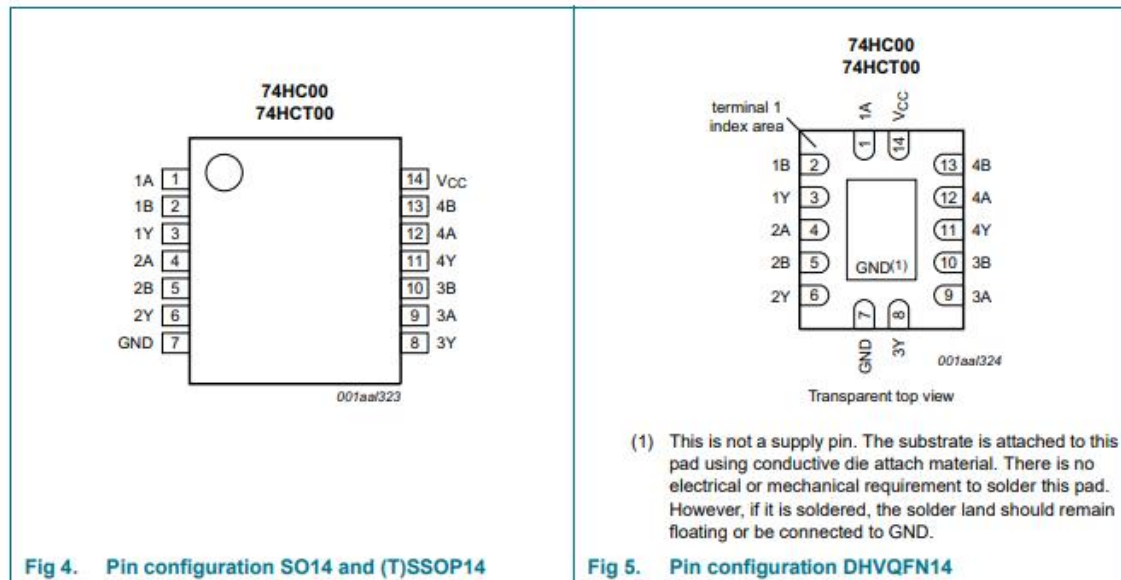 74HC00
74HCT00
1A 1
14 VCC
1B 2
13 4B
1Y 3
12 4A
2A 4
11 4Y
2B 5
10 3B
2Y 6
9 3A
GND 7
8 3Y
001aal323
Fig 4. Pin configuration SO14 and (T)SSOP14
74HC00
74HCT00
terminal 1
index area
1A
VCC
1
14
1B 2
13 4B
1Y 3
12 4A
2A 4
11 4Y
2B 5
10 3B
GND(1)
2Y 6
9 3A
7
8
GND
3Y
001aal324
Transparent top view
(1) This is not a supply pin. The substrate is attached to this
pad using conductive die attach material. There is no
electrical or mechanical requirement to solder this pad.
However, if it is soldered, the solder land should remain
floating or be connected to GND.
Fig 5. Pin configuration DHVQFN14